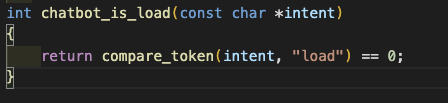 int chatbot_is_load(const char *intent)
{
    return compare_token(intent, "load") == 0;
}